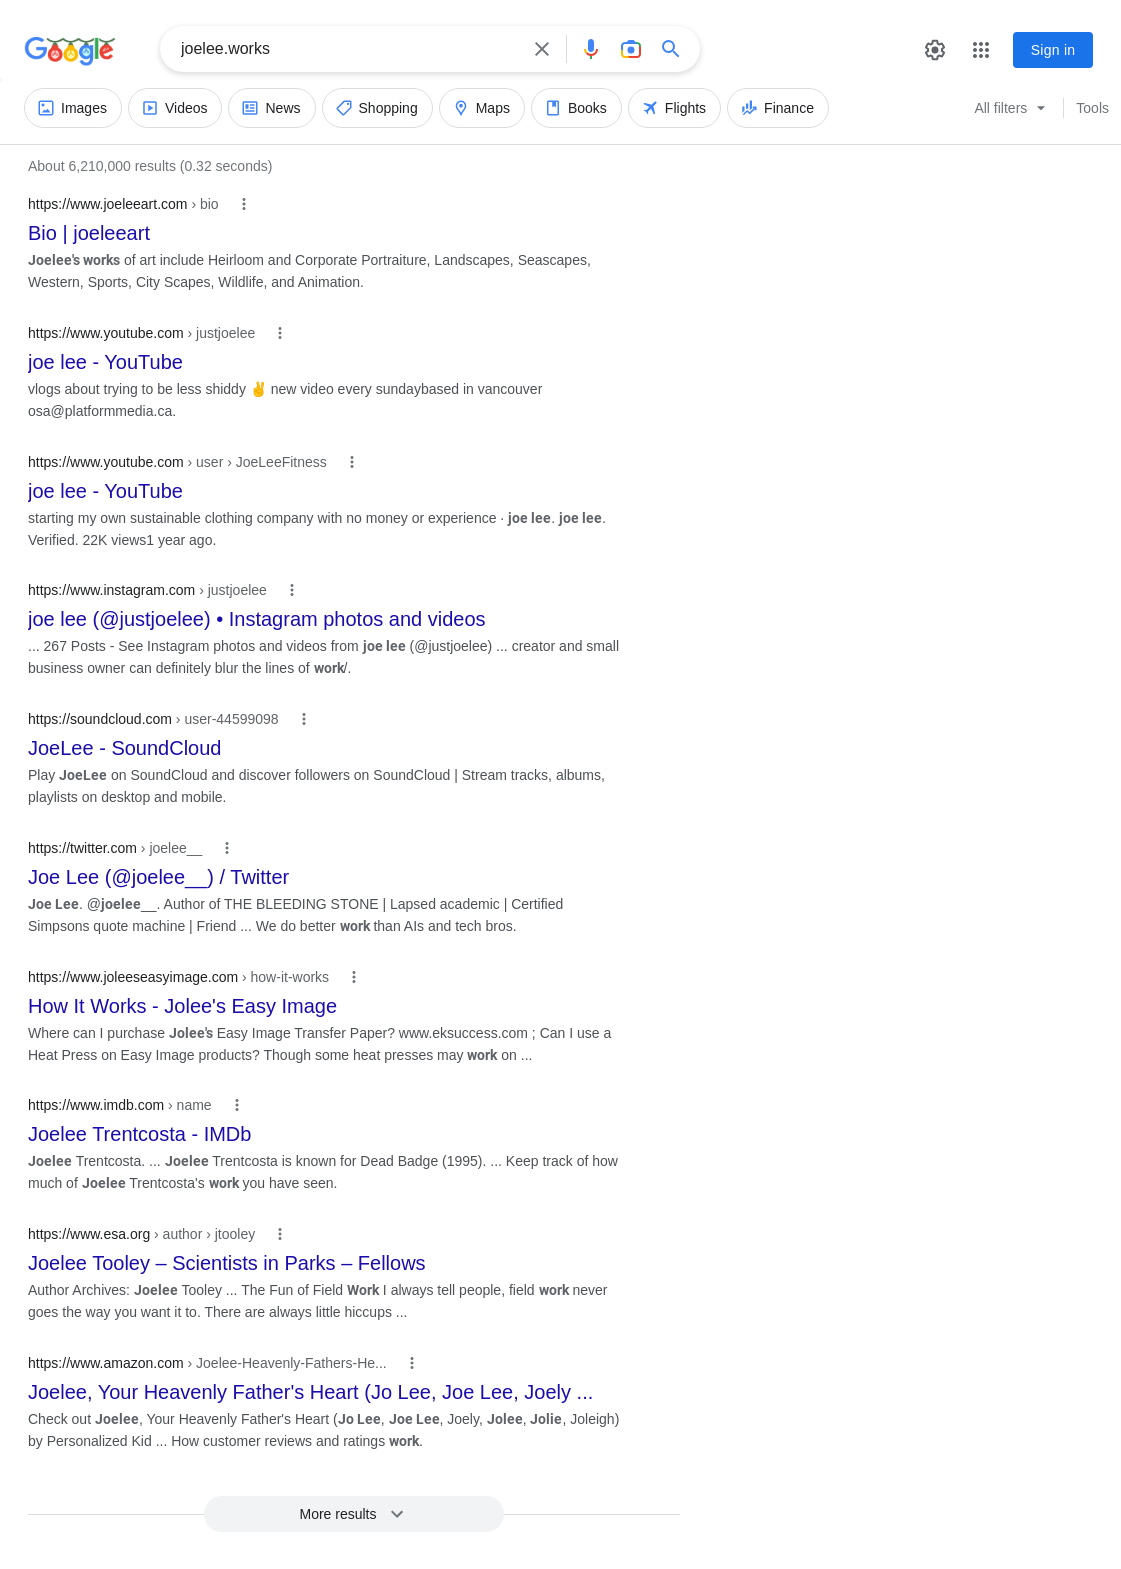 Google
joelee.works
Sign in
Images Videos News Shopping Maps Books Flights Finance All filters Tools
About 6,210,000 results (0.32 seconds)
https://www.joeleeart.com › bio
Bio | joeleeart
Joelee's works of art include Heirloom and Corporate Portraiture, Landscapes, Seascapes,
Western, Sports, City Scapes, Wildlife, and Animation.
https://www.youtube.com › justjoelee
joe lee - YouTube
vlogs about trying to be less shiddy ✌ new video every sundaybased in vancouver
osa@platformmedia.ca.
https://www.youtube.com › user › JoeLeeFitness
joe lee - YouTube
starting my own sustainable clothing company with no money or experience · joe lee. joe lee.
Verified. 22K views1 year ago.
https://www.instagram.com › justjoelee
joe lee (@justjoelee) • Instagram photos and videos
... 267 Posts - See Instagram photos and videos from joe lee (@justjoelee) ... creator and small
business owner can definitely blur the lines of work/.
https://soundcloud.com › user-44599098
JoeLee - SoundCloud
Play JoeLee on SoundCloud and discover followers on SoundCloud | Stream tracks, albums,
playlists on desktop and mobile.
https://twitter.com › joelee__
Joe Lee (@joelee__) / Twitter
Joe Lee. @joelee__. Author of THE BLEEDING STONE | Lapsed academic | Certified
Simpsons quote machine | Friend ... We do better work than AIs and tech bros.
https://www.joleeseasyimage.com › how-it-works
How It Works - Jolee's Easy Image
Where can I purchase Jolee's Easy Image Transfer Paper? www.eksuccess.com ; Can I use a
Heat Press on Easy Image products? Though some heat presses may work on ...
https://www.imdb.com › name
Joelee Trentcosta - IMDb
Joelee Trentcosta. ... Joelee Trentcosta is known for Dead Badge (1995). ... Keep track of how
much of Joelee Trentcosta's work you have seen.
https://www.esa.org › author › jtooley
Joelee Tooley – Scientists in Parks – Fellows
Author Archives: Joelee Tooley ... The Fun of Field Work I always tell people, field work never
goes the way you want it to. There are always little hiccups ...
https://www.amazon.com › Joelee-Heavenly-Fathers-He...
Joelee, Your Heavenly Father's Heart (Jo Lee, Joe Lee, Joely ...
Check out Joelee, Your Heavenly Father's Heart (Jo Lee, Joe Lee, Joely, Jolee, Jolie, Joleigh)
by Personalized Kid ... How customer reviews and ratings work.
More results